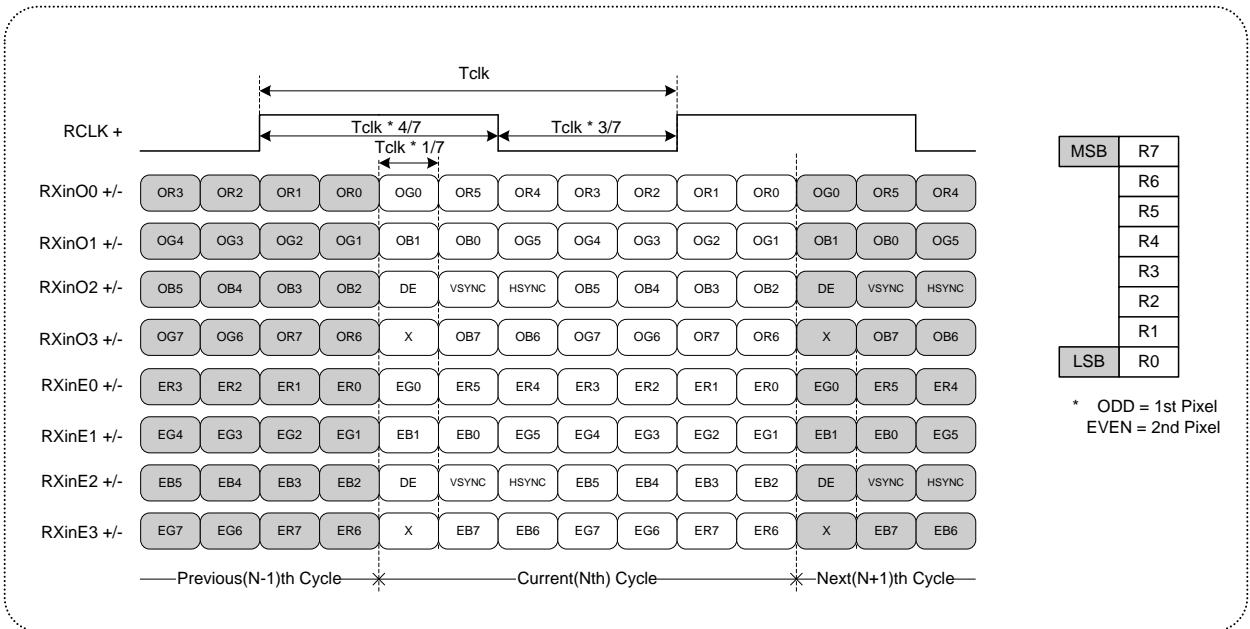 Tclk
RCLK +
Tclk * 4/7
Tclk * 3/7
Tclk * 1/7
RXinO0 +/- OR3 OR2 OR1 OR0 OG0 OR5 OR4 OR3 OR2 OR1 OR0 OG0 OR5 OR4
RXinO1 +/- OG4 OG3 OG2 OG1 OB1 OB0 OG5 OG4 OG3 OG2 OG1 OB1 OB0 OG5
RXinO2 +/- OB5 OB4 OB3 OB2 DE VSYNC HSYNC OB5 OB4 OB3 OB2 DE VSYNC HSYNC
RXinO3 +/- OG7 OG6 OR7 OR6 X OB7 OB6 OG7 OG6 OR7 OR6 X OB7 OB6
RXinE0 +/- ER3 ER2 ER1 ER0 EG0 ER5 ER4 ER3 ER2 ER1 ER0 EG0 ER5 ER4
RXinE1 +/- EG4 EG3 EG2 EG1 EB1 EB0 EG5 EG4 EG3 EG2 EG1 EB1 EB0 EG5
RXinE2 +/- EB5 EB4 EB3 EB2 DE VSYNC HSYNC EB5 EB4 EB3 EB2 DE VSYNC HSYNC
RXinE3 +/- EG7 EG6 ER7 ER6 X EB7 EB6 EG7 EG6 ER7 ER6 X EB7 EB6
Previous(N-1)th Cycle Current(Nth) Cycle Next(N+1)th Cycle
MSB R7
R6
R5
R4
R3
R2
R1
LSB R0
* ODD = 1st Pixel
EVEN = 2nd Pixel